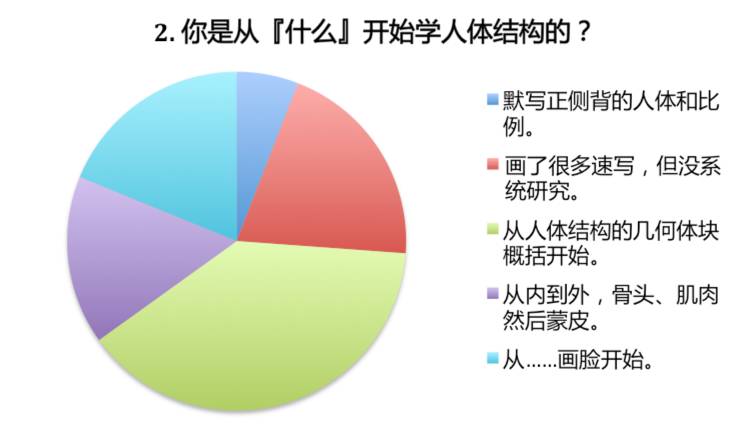 2. 你是从『什么』开始学人体结构的？
默写正侧背的人体和比
例。
画了很多速写，但没系
统研究。
从人体结构的几何体块
概括开始。
从内到外，骨头、肌肉
然后蒙皮。
从……画脸开始。